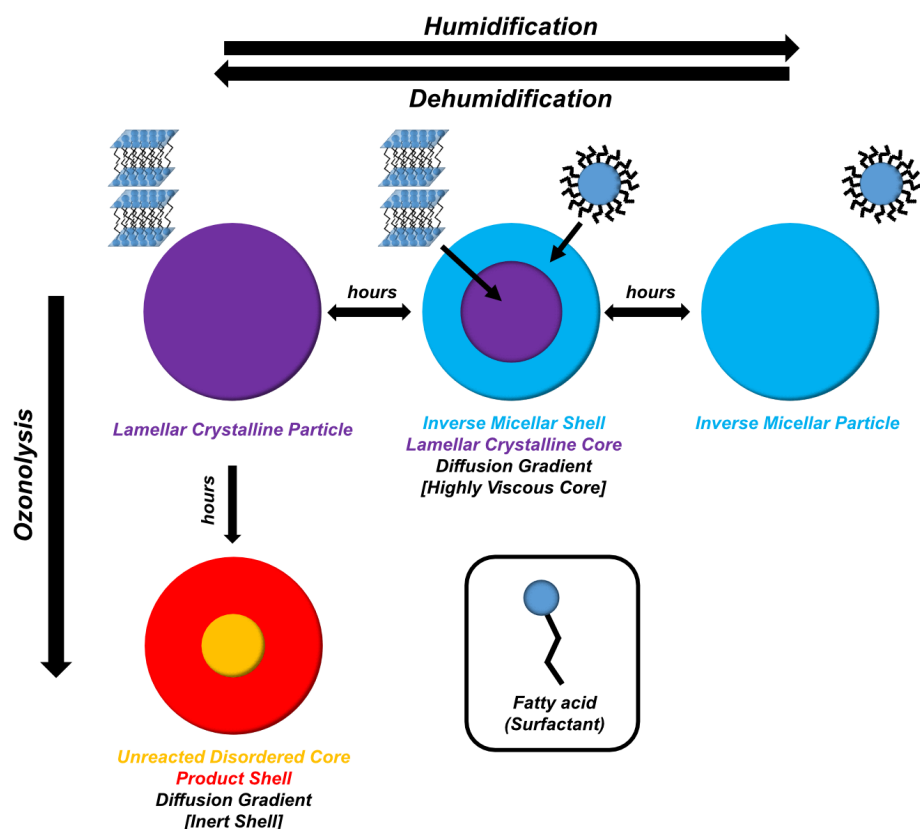 Humidification
Dehumidification
hours
hours
Lamellar Crystalline Particle
Inverse Micellar Shell
Lamellar Crystalline Core
Diffusion Gradient
[Highly Viscous Core]
Inverse Micellar Particle
Ozonolysis
hours
Fatty acid
(Surfactant)
Unreacted Disordered Core
Product Shell
Diffusion Gradient
[Inert Shell]